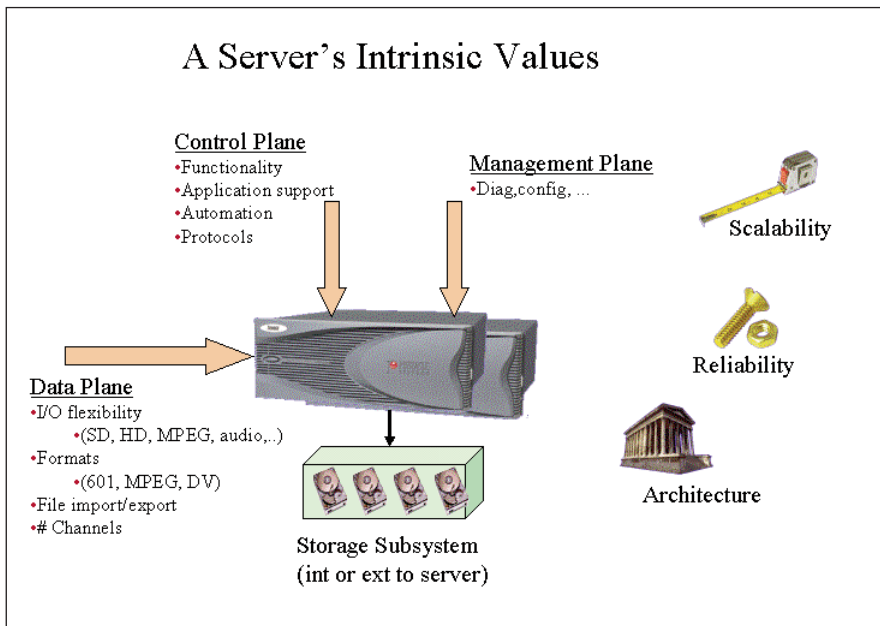 A Server's Intrinsic Values
Control Plane
•Functionality
•Application support
•Automation
•Protocols
Management Plane
•Diag,config, ...
Scalability
Reliability
Architecture
Data Plane
•I/O flexibility
•(SD, HD, MPEG, audio,..)
•Formats
•(601, MPEG, DV)
•File import/export
•# Channels
Storage Subsystem
(int or ext to server)